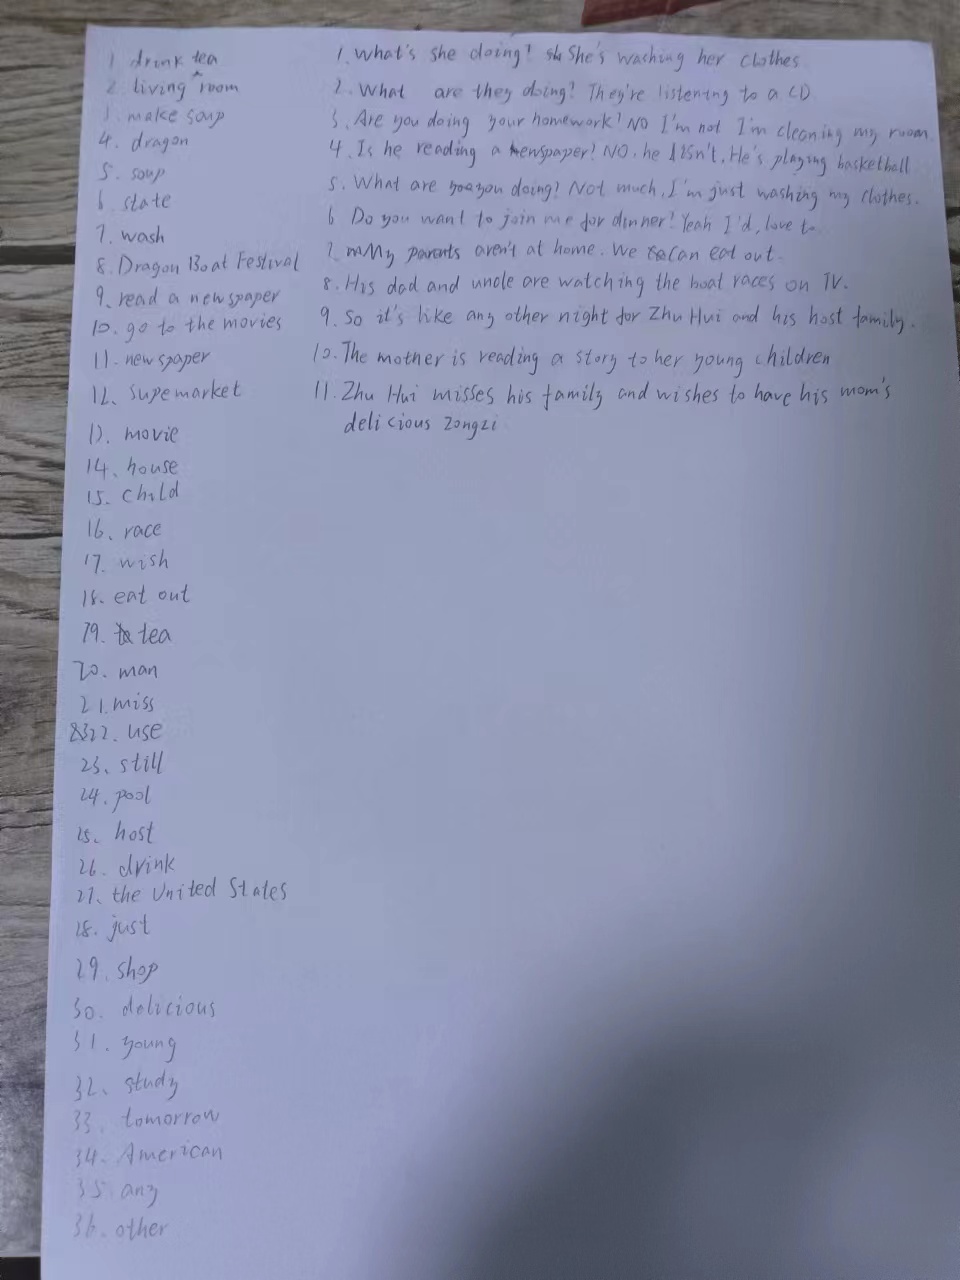 1. drink tea
2. living room
3. make soup
4. dragon
5. soup
6. state
7. wash
8. Dragon Boat Festival
9. read a newspaper
10. go to the movies
11. newspaper
12. supemarket
13. movie
14. house
15. child
16. race
17. wish
18. eat out
19. tea
20. man
21. miss
22. use
23. still
24. pool
25. host
26. drink
27. the United States
28. just
29. shop
30. delicious
31. young
32. study
33. tomorrow
34. American
35. any
36. other
1. What's she doing? She's washing her clothes
2. What are they doing? They're listening to a CD
3. Are you doing your homework? NO I'm not I'm cleaning my room.
4. Is he reading a newspaper? NO. he isn't. He's playing basketball
5. What are you doing? Not much. I'm just washing my clothes.
6. Do you want to join me for dinner? Yeah I'd love to.
7. My parents aren't at home. We can eat out.
8. His dad and uncle are watching the boat races on TV.
9. So it's like any other night for Zhu Hui and his host family.
10. The mother is reading a story to her young children
11. Zhu Hui misses his family and wishes to have his mom's
delicious zongzi